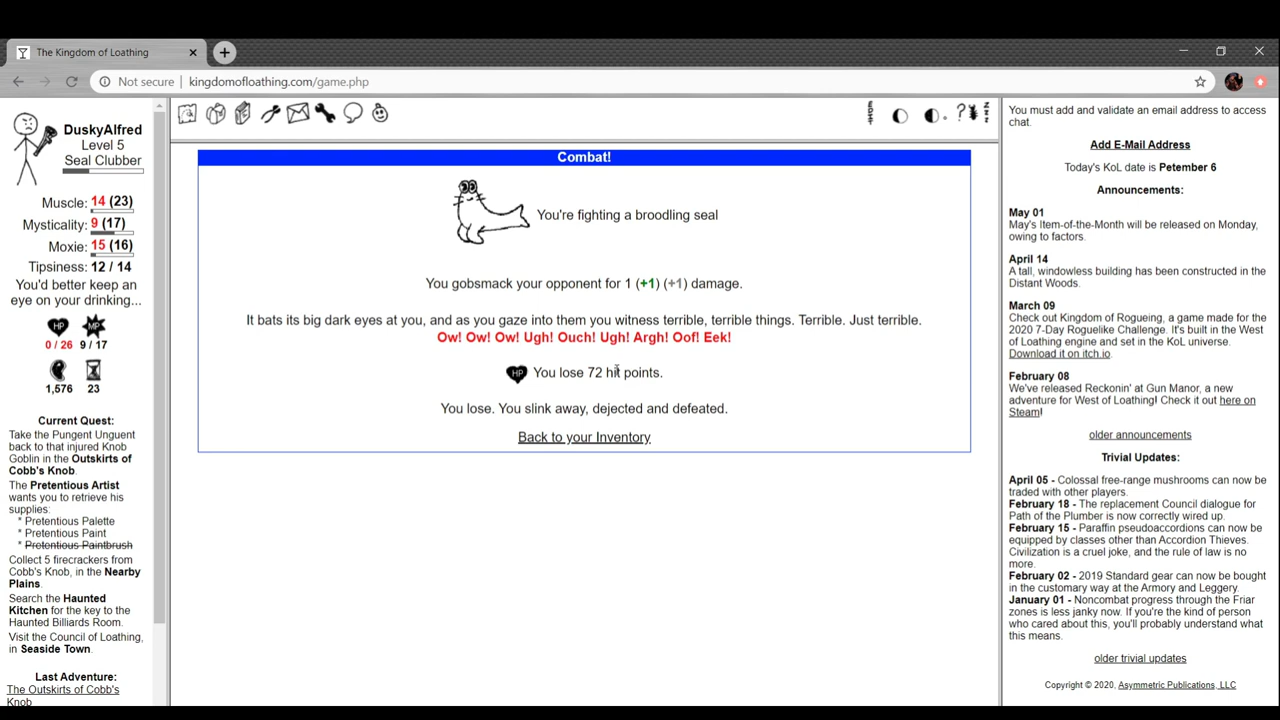 The Kingdom of Loathing
Not secure | kingdomofloathing.com/game.php
DuskyAlfred
Level 5
Seal Clubber
Muscle: 14 (23)
Mysticality: 9 (17)
Moxie: 15 (16)
Tipsiness: 12 / 14
You'd better keep an
eye on your drinking...
HP MP
0 / 26 9 / 17
1,576 23
Current Quest:
Take the Pungent Unguent
back to that injured Knob
Goblin in the Outskirts of
Cobb's Knob.
The Pretentious Artist
wants you to retrieve his
supplies:
* Pretentious Palette
* Pretentious Paint
* Pretentious Paintbrush
Collect 5 firecrackers from
Cobb's Knob, in the Nearby
Plains.
Search the Haunted
Kitchen for the key to the
Haunted Billiards Room.
Visit the Council of Loathing,
in Seaside Town.
Last Adventure:
The Outskirts of Cobb's
Knob
Combat!
You're fighting a broodling seal
You gobsmack your opponent for 1 (+1) (+1) damage.
It bats its big dark eyes at you, and as you gaze into them you witness terrible, terrible things. Terrible. Just terrible.
Ow! Ow! Ow! Ugh! Ouch! Ugh! Argh! Oof! Eek!
HP You lose 72 hit points.
You lose. You slink away, dejected and defeated.
Back to your Inventory
You must add and validate an email address to access
chat.
Add E-Mail Address
Today's KoL date is Petember 6
Announcements:
May 01
May's Item-of-the-Month will be released on Monday,
owing to factors.
April 14
A tall, windowless building has been constructed in the
Distant Woods.
March 09
Check out Kingdom of Rogueing, a game made for the
2020 7-Day Roguelike Challenge. It's built in the West
of Loathing engine and set in the KoL universe.
Download it on itch.io.
February 08
We've released Reckonin' at Gun Manor, a new
adventure for West of Loathing! Check it out here on
Steam!
older announcements
Trivial Updates:
April 05 - Colossal free-range mushrooms can now be
traded with other players.
February 18 - The replacement Council dialogue for
Path of the Plumber is now correctly wired up.
February 15 - Paraffin pseudoaccordions can now be
equipped by classes other than Accordion Thieves.
Civilization is a cruel joke, and the rule of law is no
more.
February 02 - 2019 Standard gear can now be bought
in the customary way at the Armory and Leggery.
January 01 - Noncombat progress through the Friar
zones is less janky now. If you're the kind of person
who cared about this, you'll probably understand what
this means.
older trivial updates
Copyright © 2020, Asymmetric Publications, LLC